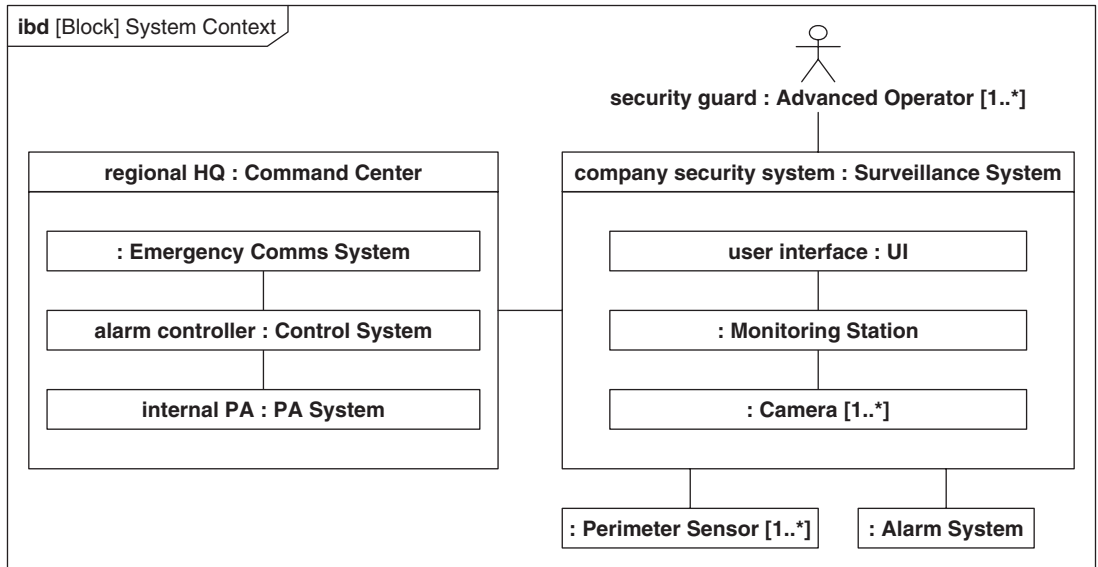 ibd [Block] System Context
security guard : Advanced Operator [1..*]
regional HQ : Command Center
: Emergency Comms System
alarm controller : Control System
internal PA : PA System
company security system : Surveillance System
user interface : UI
: Monitoring Station
: Camera [1..*]
: Perimeter Sensor [1..*]
: Alarm System